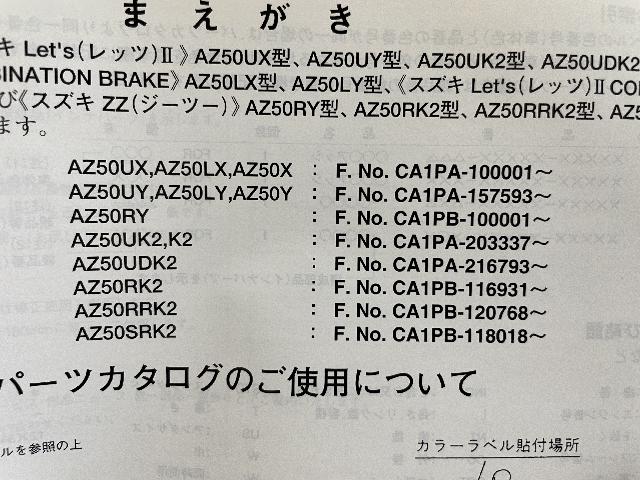 まえがき
キ Let's(レッツ)II》AZ50UX型、AZ50UY型、AZ50UK2型、AZ50UDK2
BINATION BRAKE》AZ50LX型、AZ50LY型、《スズキ Let's(レッツ)II COM
び《スズキ ZZ(ジーツー)》AZ50RY型、AZ50RK2型、AZ50RRK2型、AZ5
ます。
AZ50UX,AZ50LX,AZ50X : F. No. CA1PA-100001〜
AZ50UY,AZ50LY,AZ50Y : F. No. CA1PA-157593〜
AZ50RY : F. No. CA1PB-100001〜
AZ50UK2,K2 : F. No. CA1PA-203337〜
AZ50UDK2 : F. No. CA1PA-216793〜
AZ50RK2 : F. No. CA1PB-116931〜
AZ50RRK2 : F. No. CA1PB-120768〜
AZ50SRK2 : F. No. CA1PB-118018〜
パーツカタログのご使用について
ルを参照の上
カラーラベル貼付場所